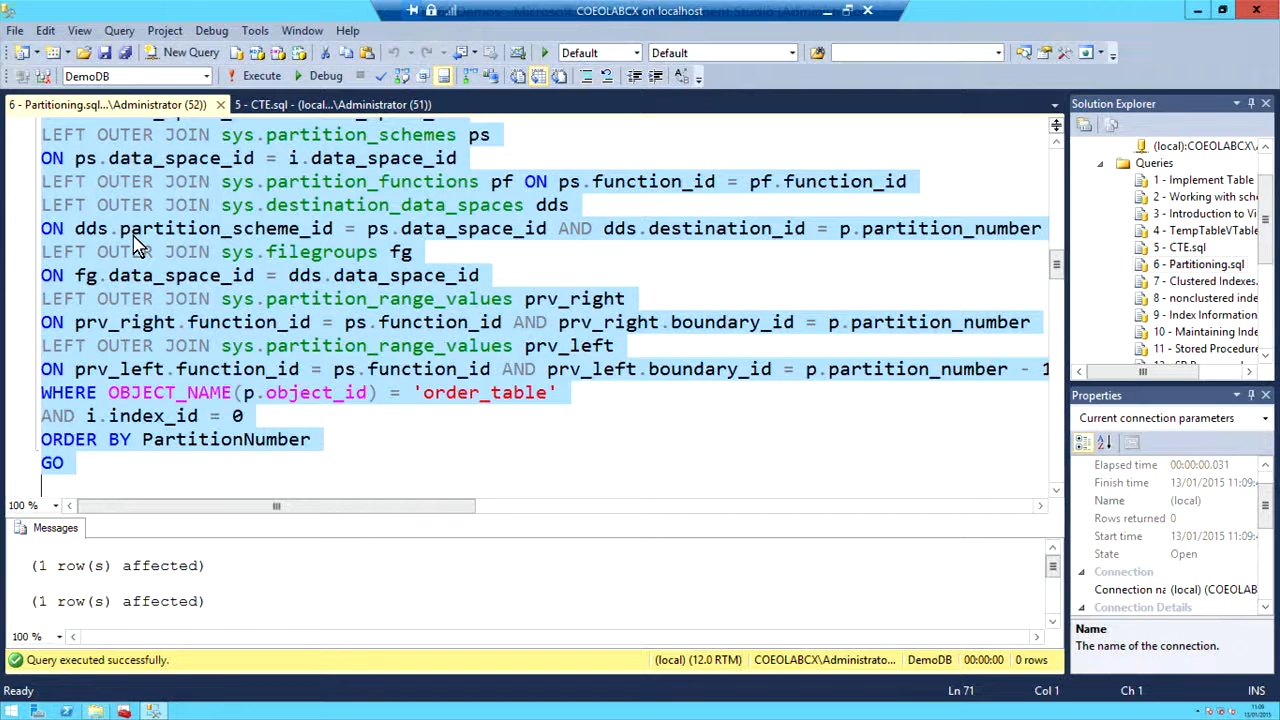 COEOLABCX on localhost
File Edit View Query Project Debug Tools Window Help
New Query Default Default
DemoDB Execute Debug
6 - Partitioning.sql...\Administrator (52)) 5 - CTE.sql - (local...\Administrator (51))
LEFT OUTER JOIN sys.partition_schemes ps
ON ps.data_space_id = i.data_space_id
LEFT OUTER JOIN sys.partition_functions pf ON ps.function_id = pf.function_id
LEFT OUTER JOIN sys.destination_data_spaces dds
ON dds.partition_scheme_id = ps.data_space_id AND dds.destination_id = p.partition_number
LEFT OUTER JOIN sys.filegroups fg
ON fg.data_space_id = dds.data_space_id
LEFT OUTER JOIN sys.partition_range_values prv_right
ON prv_right.function_id = ps.function_id AND prv_right.boundary_id = p.partition_number
LEFT OUTER JOIN sys.partition_range_values prv_left
ON prv_left.function_id = ps.function_id AND prv_left.boundary_id = p.partition_number - 1
WHERE OBJECT_NAME(p.object_id) = 'order_table'
AND i.index_id = 0
ORDER BY PartitionNumber
GO
100 %
Messages
(1 row(s) affected)
(1 row(s) affected)
100 %
Query executed successfully. (local) (12.0 RTM) COEOLABCX\Administrato... DemoDB 00:00:00 0 rows
Ready Ln 71 Col 1 Ch 1 INS
Solution Explorer
(local):COEOLABCX\
Queries
1 - Implement Table
2 - Working with sche
3 - Introduction to Vi
4 - TempTableVTable
5 - CTE.sql
6 - Partitioning.sql
7 - Clustered Indexes.
8 - nonclustered inde
9 - Index Information
10 - Maintaining Inde
11 - Stored Procedure
Properties
Current connection parameters
Elapsed time 00:00:00.031
Finish time 13/01/2015 11:09:
Name (local)
Rows returned 0
Start time 13/01/2015 11:09:
State Open
Connection
Connection na (local) (COEOLAB
Connection Details
Name
The name of the connection.
11:09
13/01/2015